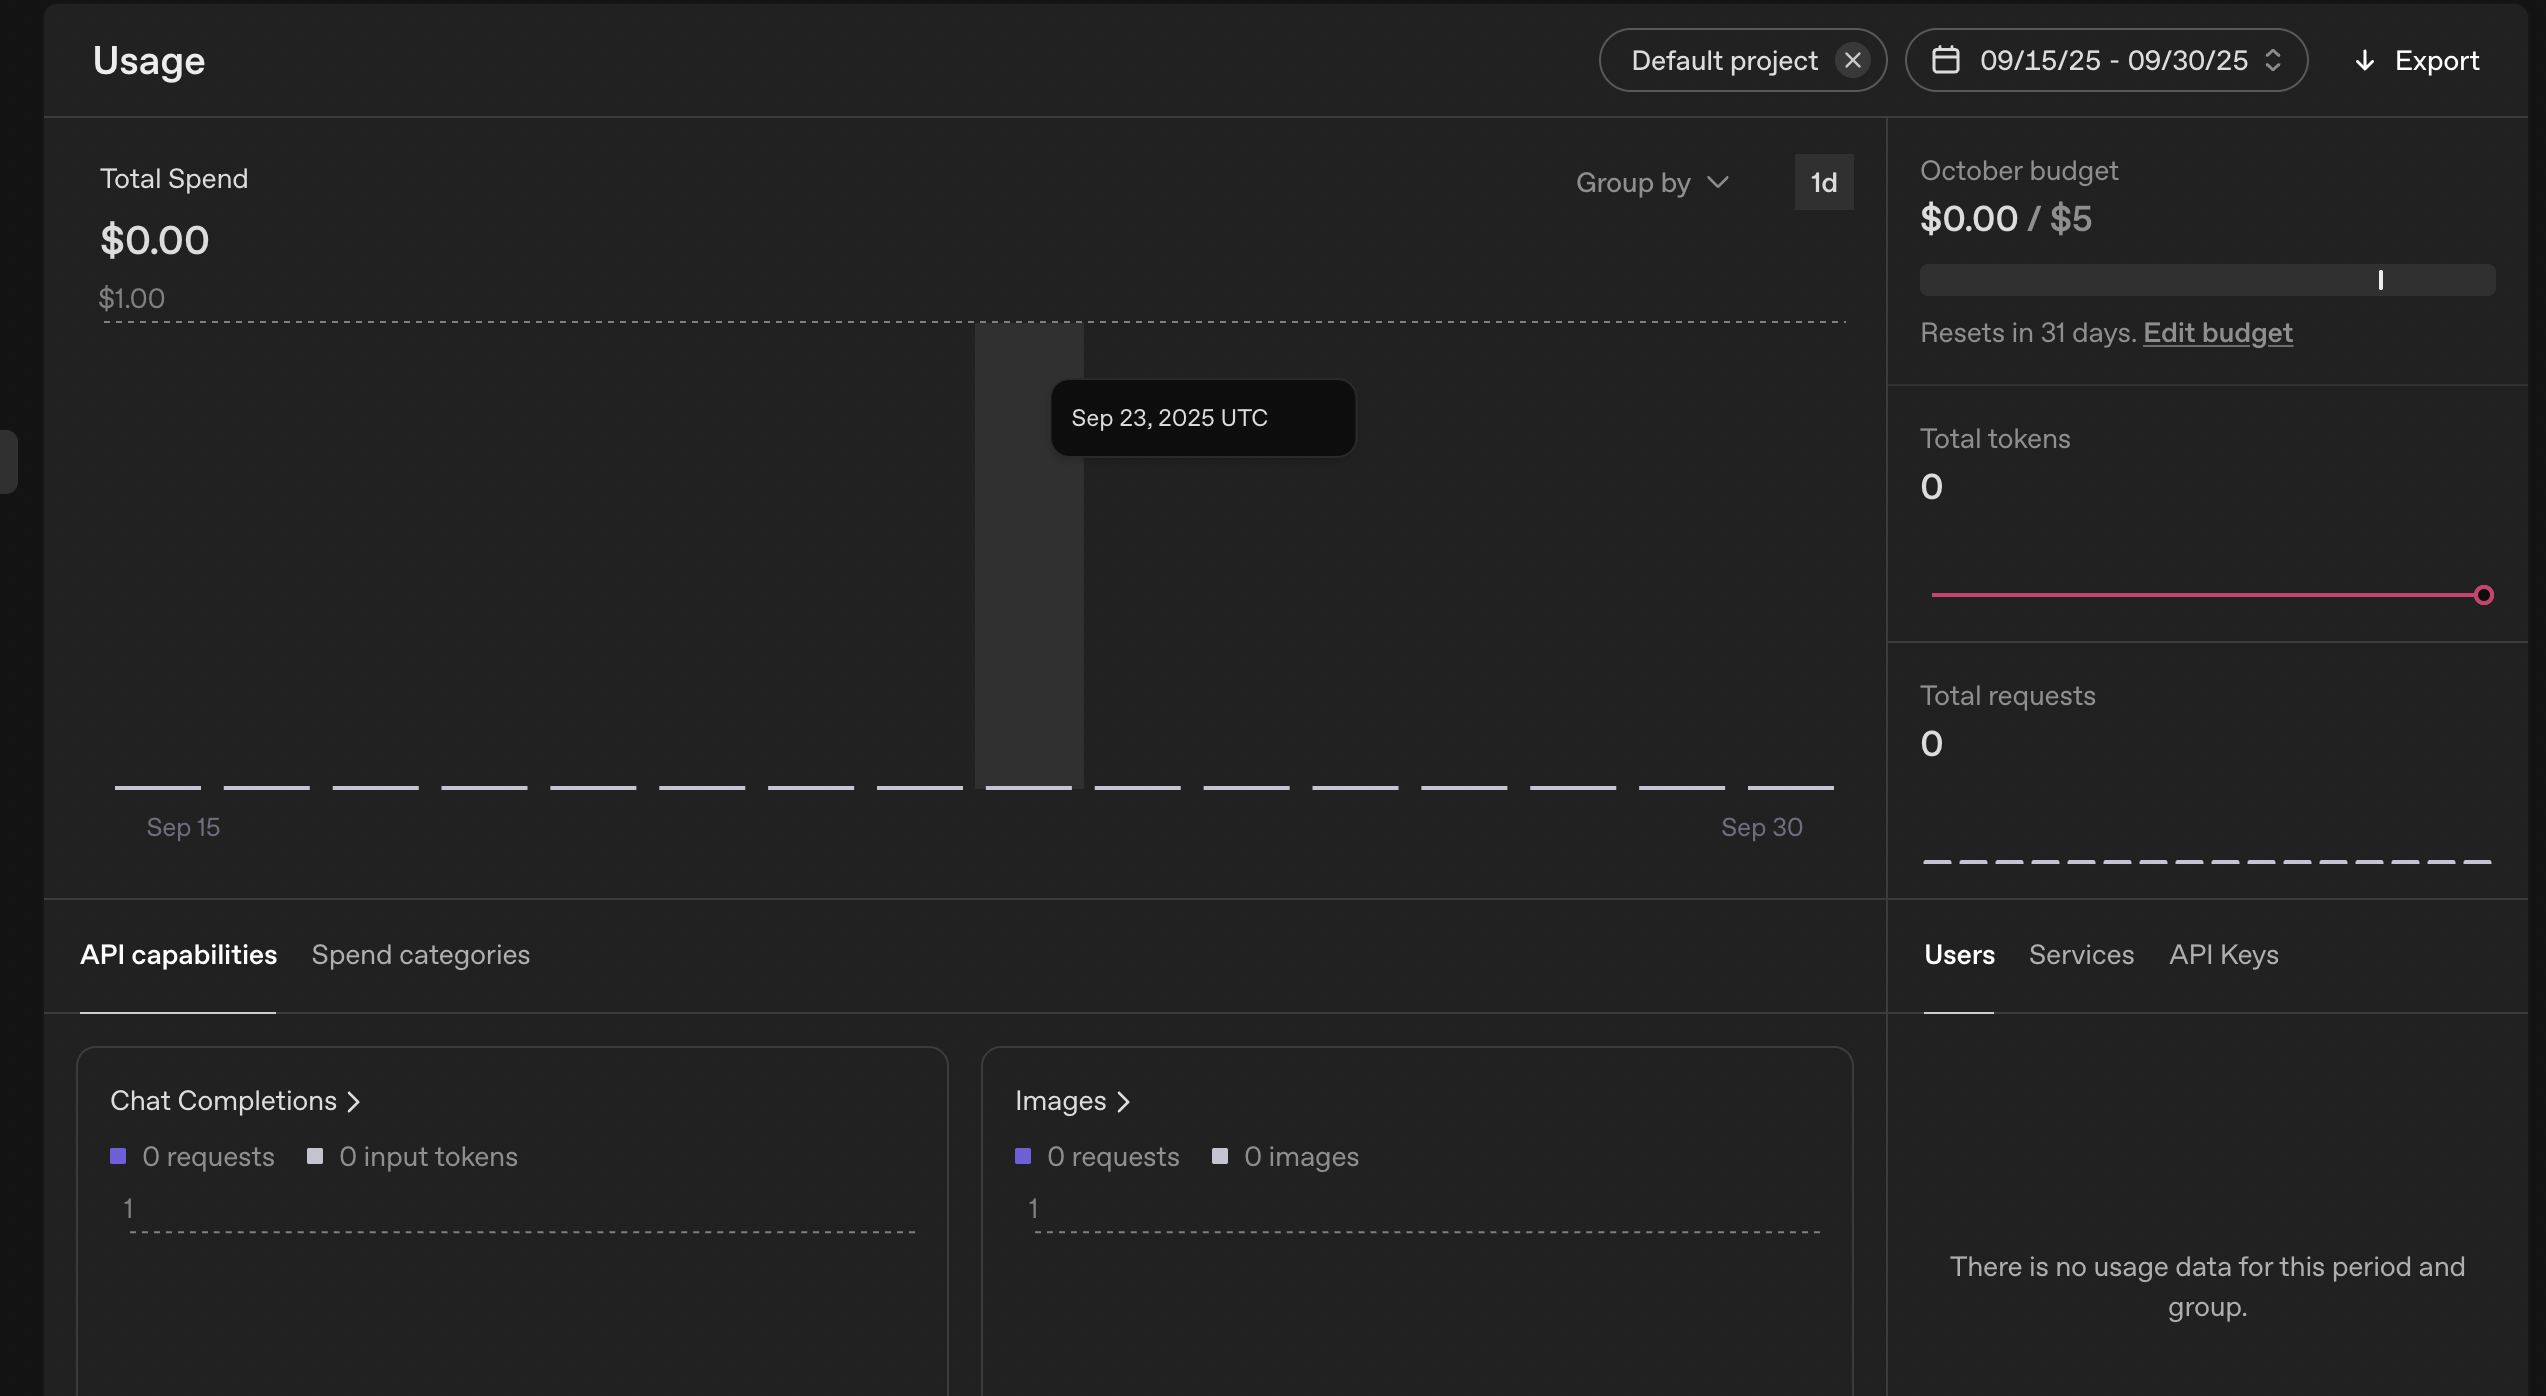 Usage
Default project
09/15/25 - 09/30/25
Export
Total Spend
$0.00
Group by
1d
$1.00
Sep 23, 2025 UTC
Sep 15
Sep 30
October budget
$0.00 / $5
Resets in 31 days. Edit budget
Total tokens
0
Total requests
0
API capabilities
Spend categories
Users
Services
API Keys
Chat Completions
0 requests
0 input tokens
1
Images
0 requests
0 images
1
There is no usage data for this period and
group.